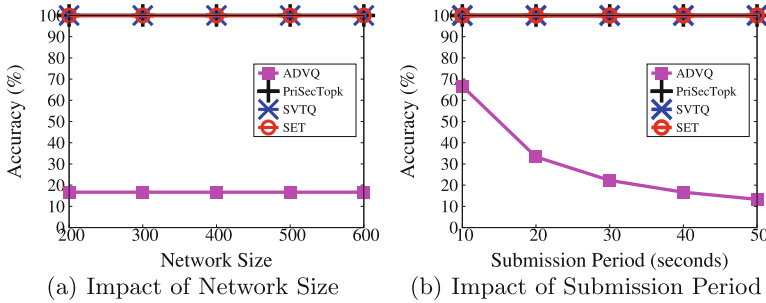 Accuracy (%)
100
90
80
70
60
50
40
30
20
10
0
200 300 400 500 600
Network Size
ADVQ
PriSecTopk
SVTQ
SET
(a) Impact of Network Size
Accuracy (%)
100
90
80
70
60
50
40
30
20
10
0
10 20 30 40 50
Submission Period (seconds)
ADVQ
PriSecTopk
SVTQ
SET
(b) Impact of Submission Period